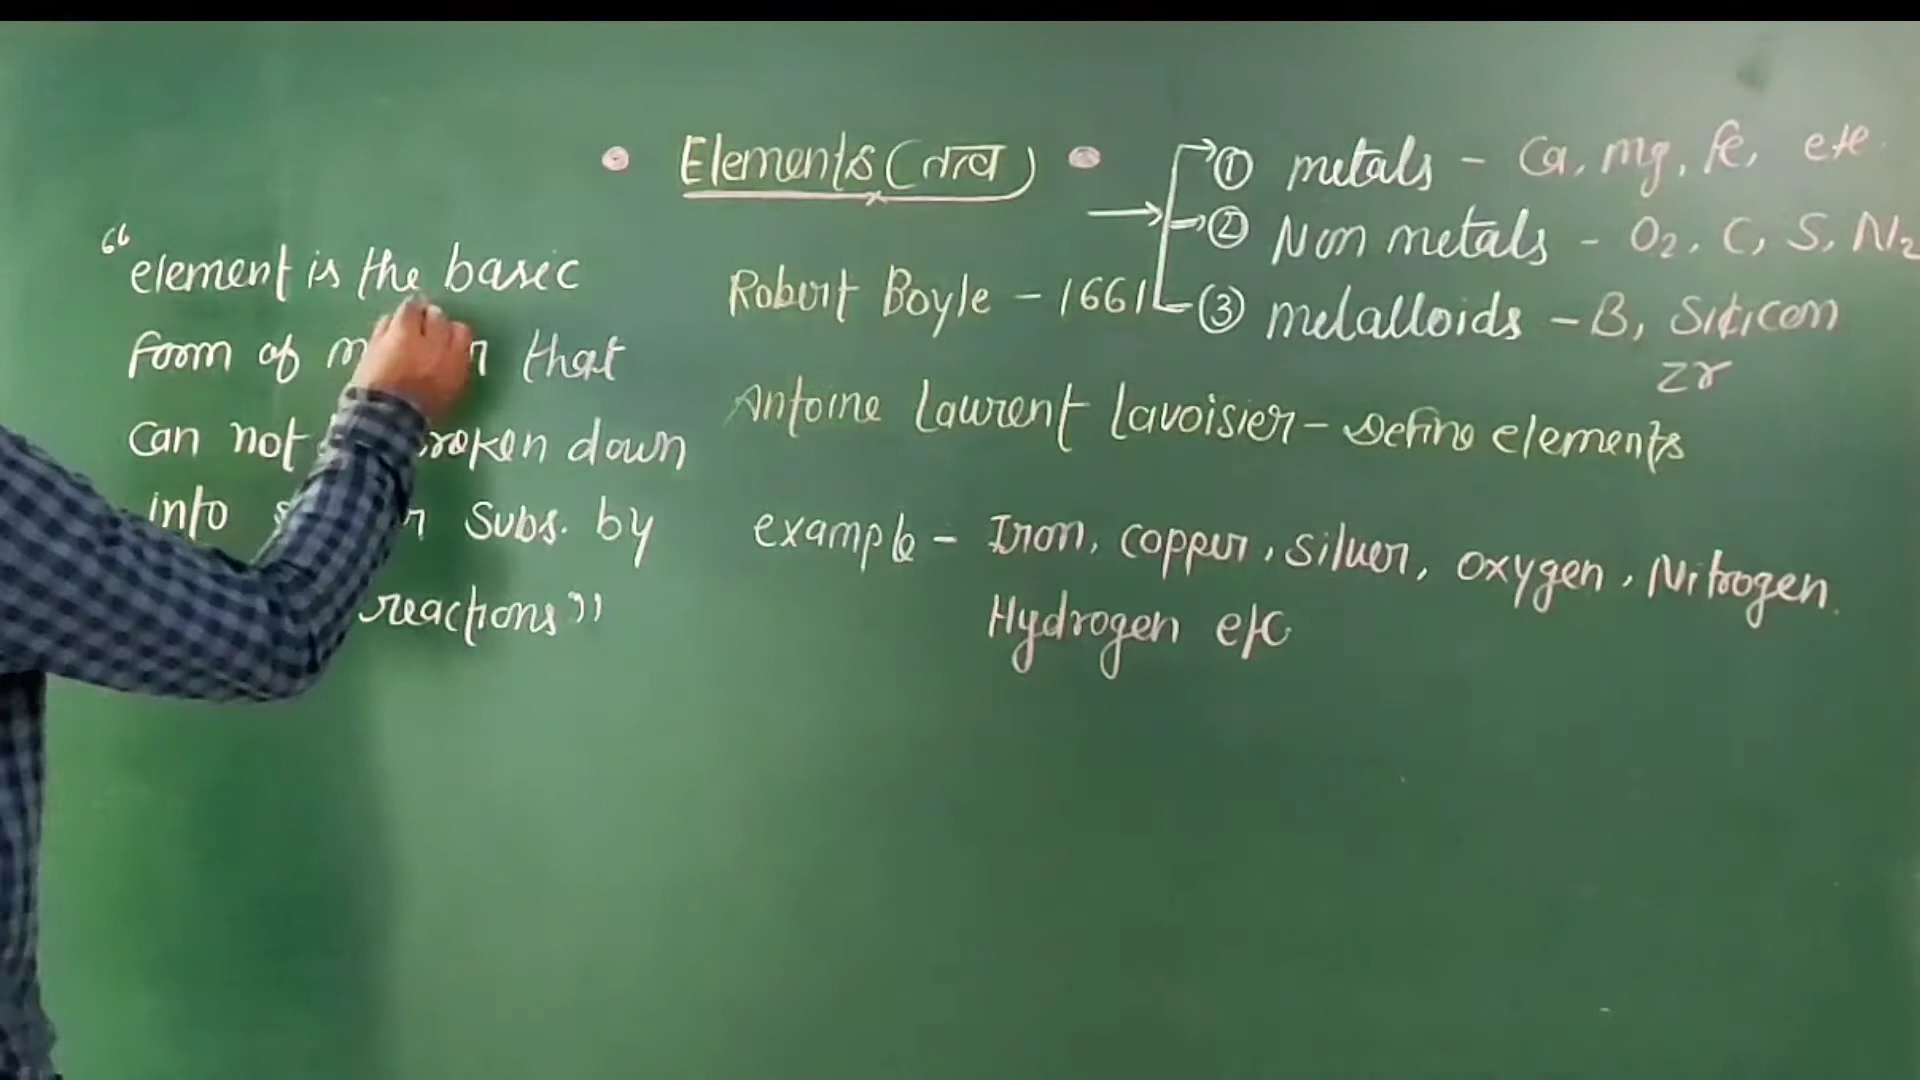 Elements (तत्व)
"element is the basic
form of that
can not broken down
into subs. by
reactions"
Robert Boyle - 1661
Antoine Laurent Lavoisier - Define elements
example - Iron, copper, silver, oxygen, Nitrogen.
Hydrogen etc
① metals - Ca, mg, Fe, etc.
② Non metals - O2, C, S, N2
③ metalloids - B, Silicon
Zr